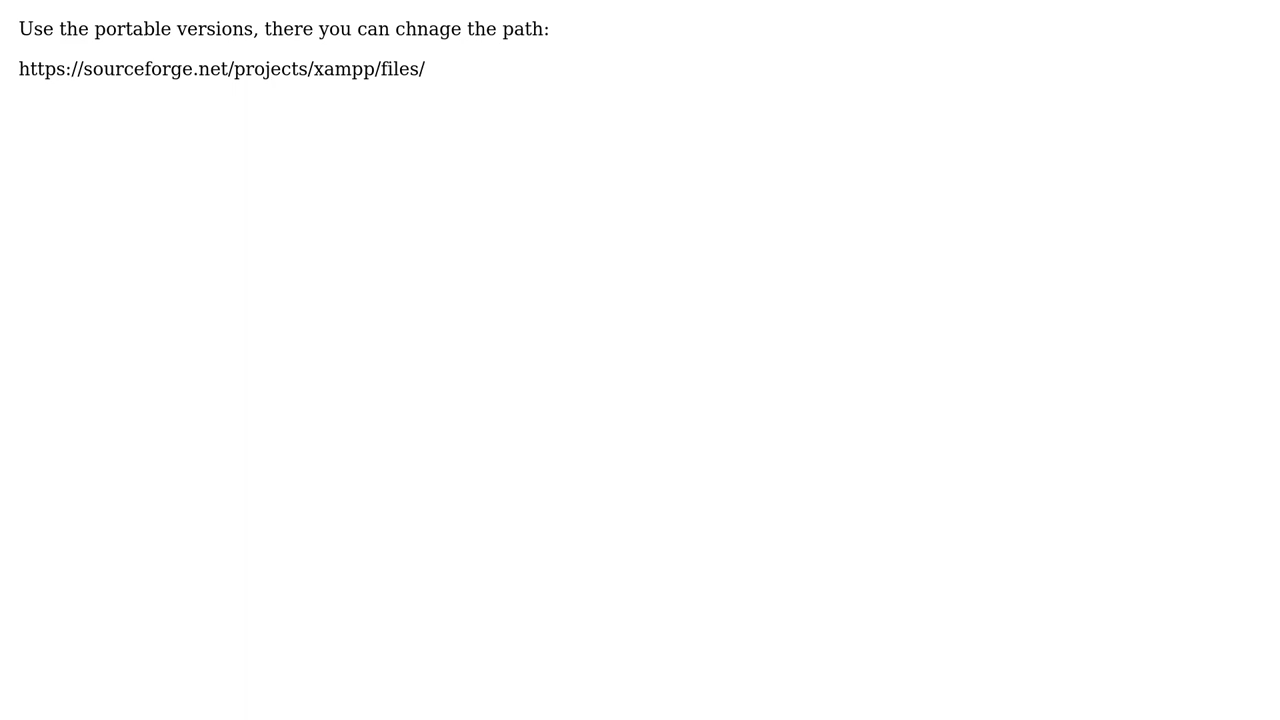 Use the portable versions, there you can chnage the path:
https://sourceforge.net/projects/xampp/files/